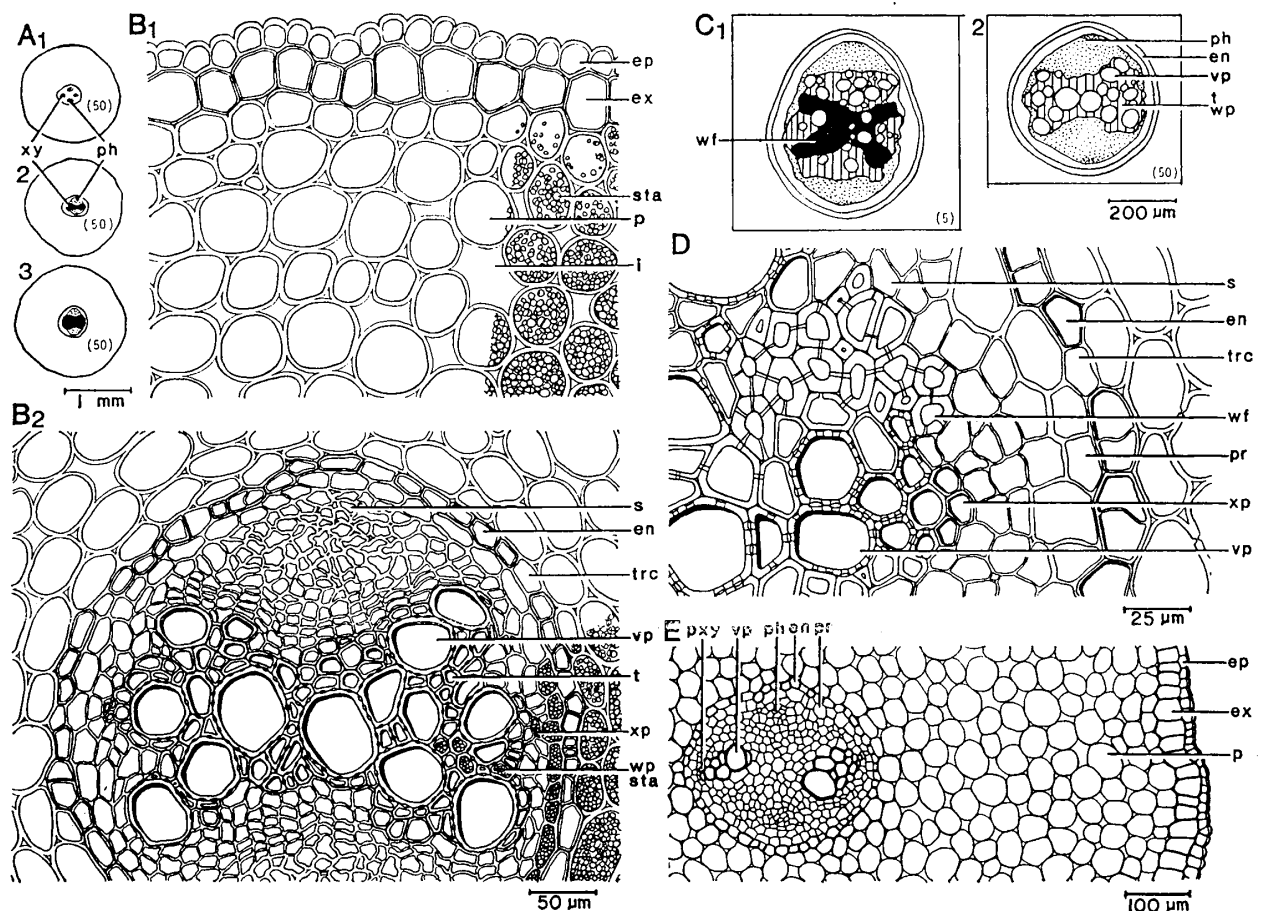 A1
(50)
xy ph
2
(50)
3
(50)
1 mm
B1
ep
ex
sta
p
i
B2
s
en
trc
vp
t
xp
wp
sta
50 µm
C1
wf
(5)
2
ph
en
vp
t
wp
(50)
200 µm
D
s
en
trc
wf
pr
xp
vp
25 µm
E pxy vp ph en pr
ep
ex
p
100 µm